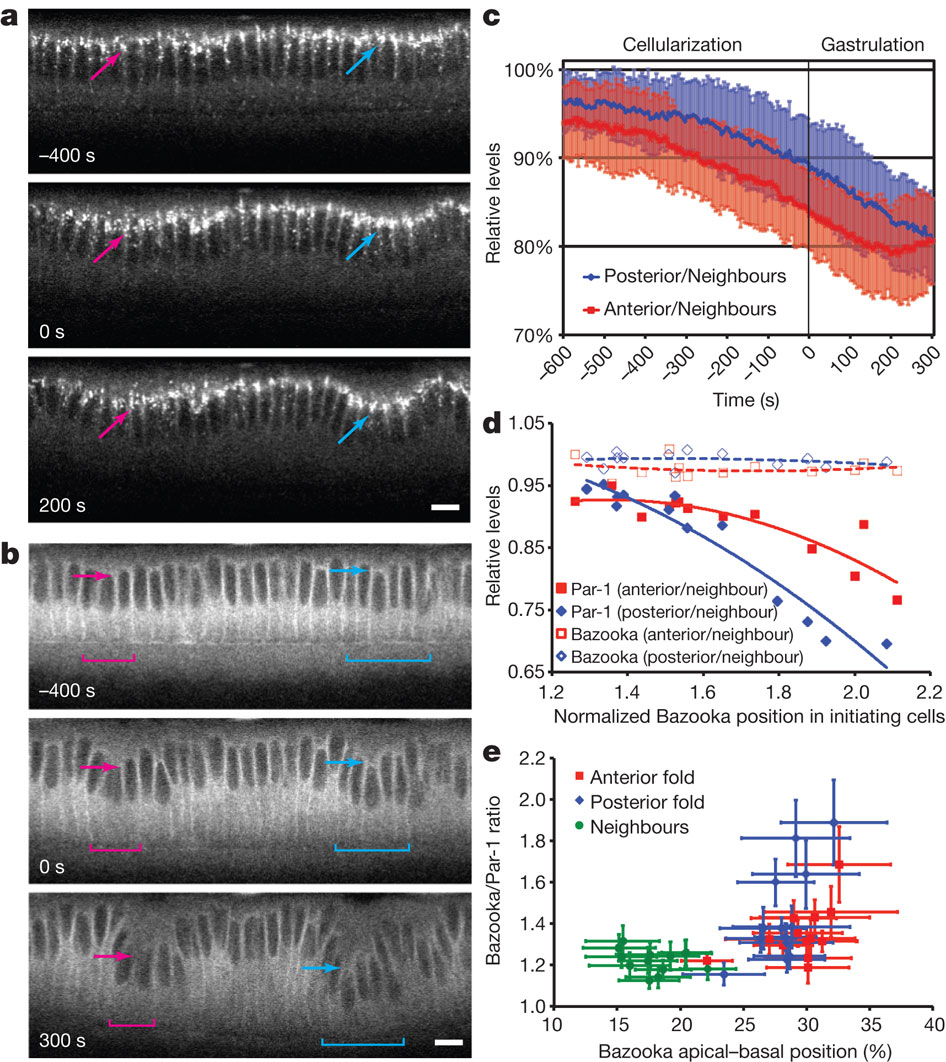 a
−400 s
0 s
200 s
b
−400 s
0 s
300 s
c
Cellularization Gastrulation
Relative levels
100%
90%
80%
70%
Posterior/Neighbours
Anterior/Neighbours
−600 −500 −400 −300 −200 −100 0 100 200 300
Time (s)
d
Relative levels
1.05
0.95
0.85
0.75
0.65
Par-1 (anterior/neighbour)
Par-1 (posterior/neighbour)
Bazooka (anterior/neighbour)
Bazooka (posterior/neighbour)
1.2 1.4 1.6 1.8 2.0 2.2
Normalized Bazooka position in initiating cells
e
Bazooka/Par-1 ratio
2.2
2.0
1.8
1.6
1.4
1.2
1.0
Anterior fold
Posterior fold
Neighbours
10 15 20 25 30 35 40
Bazooka apical–basal position (%)